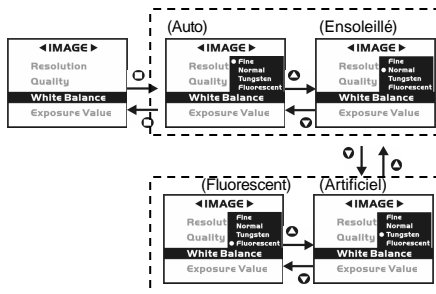 (Auto)
(Ensoleillé)
◄IMAGE►
Resolution
Quality
White Balance
Exposure Value
◄IMAGE►
Resolut
Quality
Fine
Normal
Tungsten
Fluorescent
White Balance
Exposure Value
◄IMAGE►
Resolut
Quality
Fine
Normal
Tungsten
Fluorescent
White Balance
Exposure Value
(Fluorescent)
(Artificiel)
◄IMAGE►
Resolut
Quality
Fine
Normal
Tungsten
Fluorescent
White Balance
Exposure Value
◄IMAGE►
Resolut
Quality
Fine
Normal
Tungsten
Fluorescent
White Balance
Exposure Value